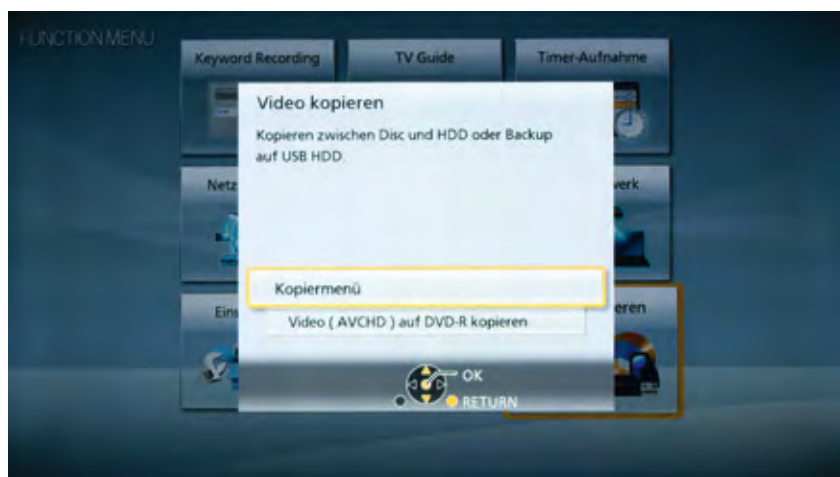 FUNCTION MENU
Keyword Recording
TV Guide
Timer-Aufnahme
Video kopieren
Kopieren zwischen Disc und HDD oder Backup
auf USB HDD.
Netz
erk
Kopiermenü
Eins
eren
Video ( AVCHD ) auf DVD-R kopieren
OK
RETURN